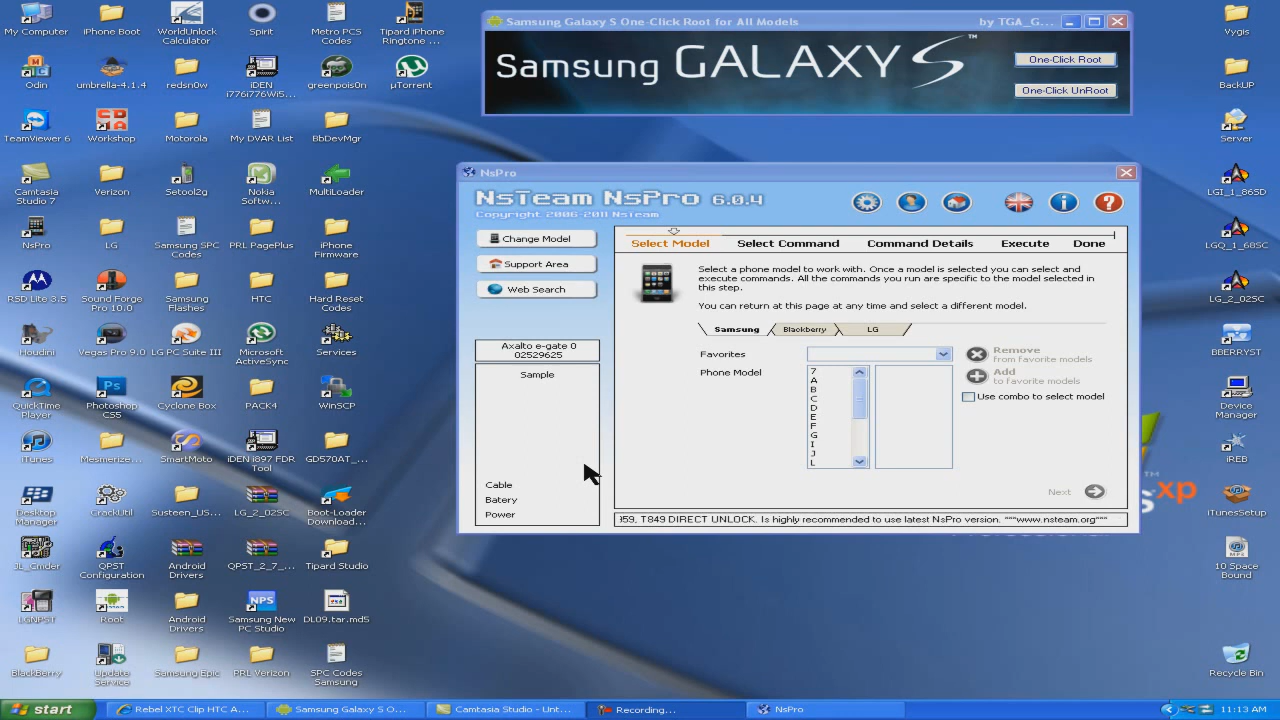 My Computer
iPhone Boot
WorldUnlock Calculator
Spirit
Metro PCS Codes
Tipard iPhone Ringtone ...
Odin
umbrella-4.1.4
redsn0w
iDEN i776i776Wi5...
greenpois0n
µTorrent
TeamViewer 6
Workshop
Motorola
My DVAR List
BbDevMgr
Camtasia Studio 7
Verizon
Setool2g
Nokia Softw...
MultiLoader
NsPro
LG
Samsung SPC Codes
PRL PagePlus
iPhone Firmware
RSD Lite 3.5
Sound Forge Pro 10.0
Samsung Flashes
HTC
Hard Reset Codes
Houdini
Vegas Pro 9.0
LG PC Suite III
Microsoft ActiveSync
Services
QuickTime Player
Photoshop CS5
Cyclone Box
PACK4
WinSCP
iTunes
Mesmerize...
SmartMoto
iDEN i897 FDR Tool
GD570AT_...
Desktop Manager
CrackUtil
Susteen_US...
LG_2_02SC
Boot-Loader Download...
JL_Cmder
QPST Configuration
Android Drivers
QPST_2_7_...
Tipard Studio
LGNPST
Root
Android Drivers
Samsung New PC Studio
DL09.tar.md5
BlackBerry
Update Service
Samsung Epic
PRL Verizon
SPC Codes Samsung
Samsung Galaxy S One-Click Root for All Models by TGA_G...
Samsung GALAXY S™
One-Click Root
One-Click UnRoot
NsPro
NsTeam NsPro 6.0.4
Copyright 2006-2011 NsTeam
Change Model
Support Area
Web Search
Axalto e-gate 0
02529625
Sample
Cable
Batery
Power
Select Model Select Command Command Details Execute Done
Select a phone model to work with. Once a model is selected you can select and
execute commands. All the commands you run are specific to the model selected in
this step.
You can return at this page at any time and select a different model.
Samsung Blackberry LG
Favorites
Remove
from favorite models
Phone Model
Add
to favorite models
Use combo to select model
7
A
B
C
D
E
F
G
I
J
L
Next
359, T849 DIRECT UNLOCK. Is highly recommended to use latest NsPro version. ***www.nsteam.org***
xp
Vygis
BackUP
Server
LGI_1_86SD
LGQ_1_68SC
LG_2_02SC
BBERRYST
Device Manager
iREB
iTunesSetup
10 Space Bound
Recycle Bin
start
Rebel XTC Clip HTC A...
Samsung Galaxy S O...
Camtasia Studio - Unt...
Recording...
NsPro
11:13 AM